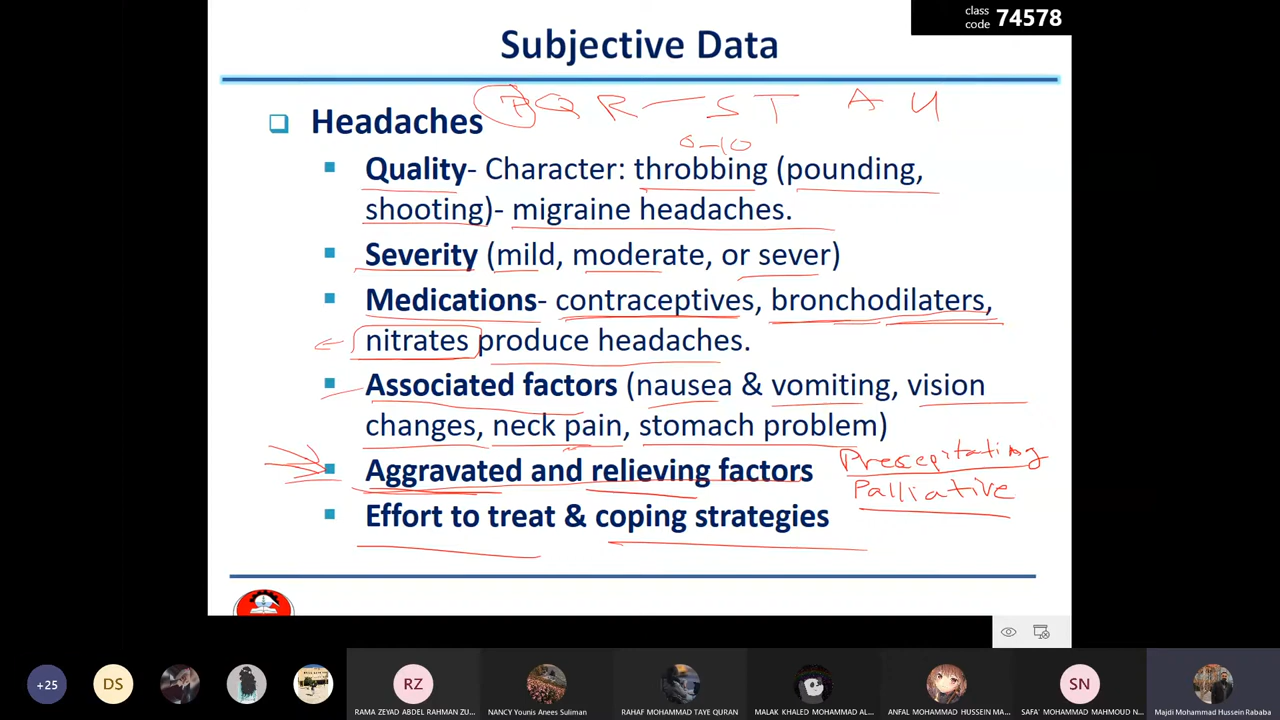 class
code 74578
Subjective Data
P Q R — S T A U
Headaches
0-10
Quality- Character: throbbing (pounding,
shooting)- migraine headaches.
Severity (mild, moderate, or sever)
Medications- contraceptives, bronchodilaters,
nitrates produce headaches.
Associated factors (nausea & vomiting, vision
changes, neck pain, stomach problem)
Aggravated and relieving factors
Precepitating
Palliative
Effort to treat & coping strategies
+25
DS
RZ
SN
RAMA ZEYAD ABDEL RAHMAN ZU...
NANCY Younis Anees Suliman
RAHAF MOHAMMAD TAYE QURAN
MALAK KHALED MOHAMMAD AL...
ANFAL MOHAMMAD HUSSEIN MA...
SAFA' MOHAMMAD MAHMOUD N...
Majdi Mohammad Hussein Rababa